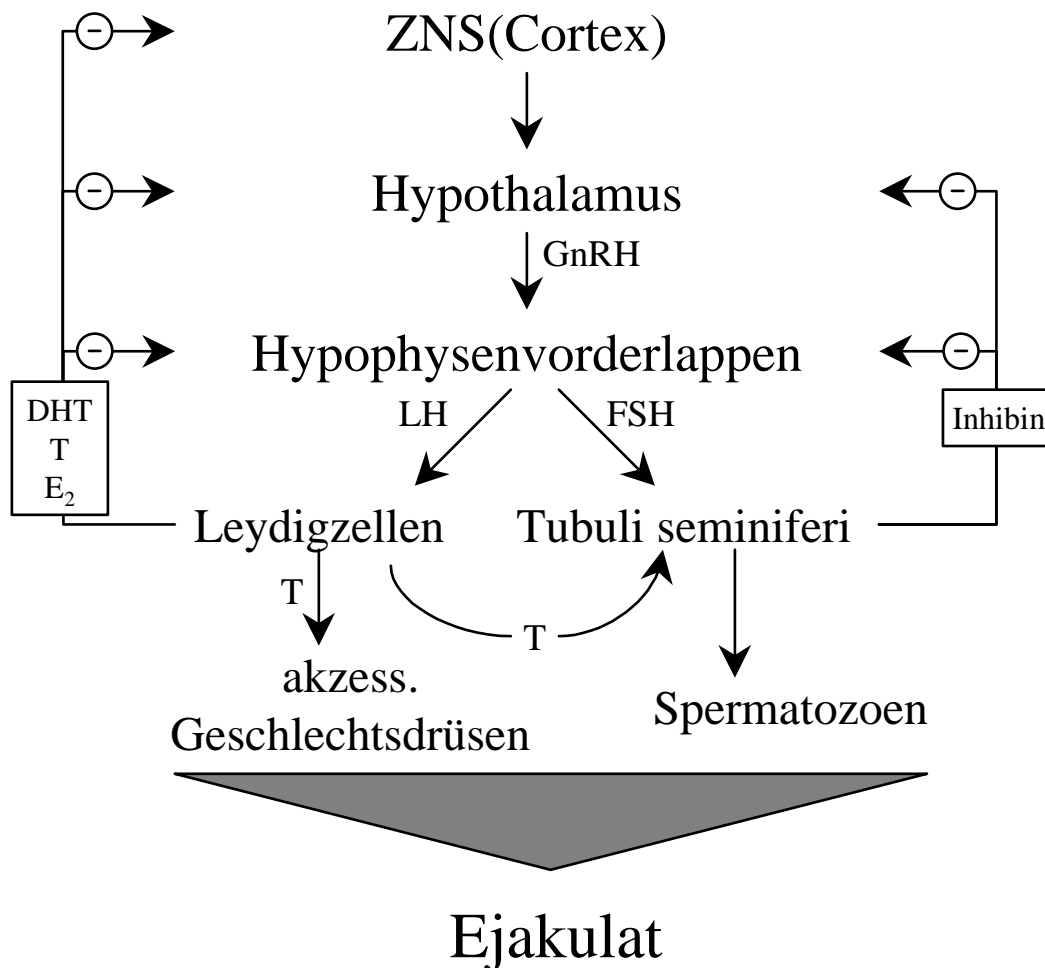 −
ZNS(Cortex)
−
Hypothalamus
−
GnRH
−
Hypophysenvorderlappen
−
DHT
T
E₂
LH
FSH
Inhibin
Leydigzellen
Tubuli seminiferi
T
T
akzess.
Geschlechtsdrüsen
Spermatozoen
Ejakulat